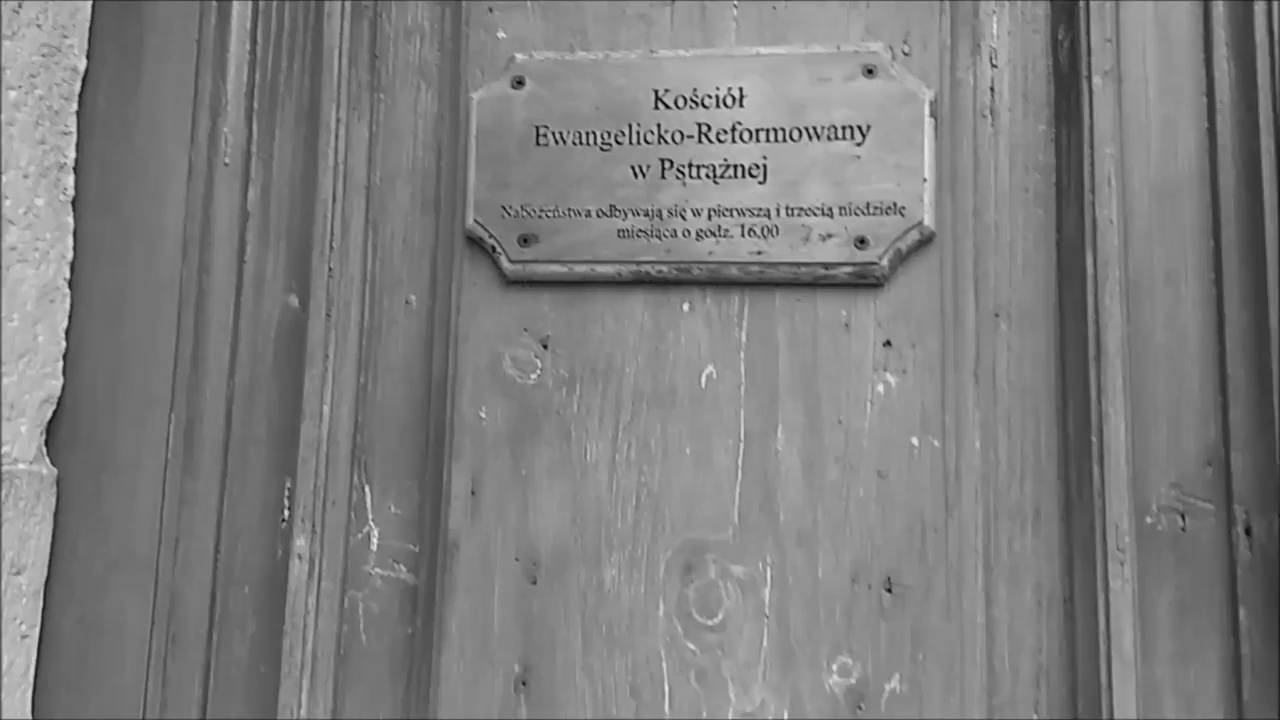 Kościół
Ewangelicko-Reformowany
w Pstrążnej
Nabożeństwa odbywają się w pierwszą i trzecią niedzielę
miesiąca o godz. 16.00